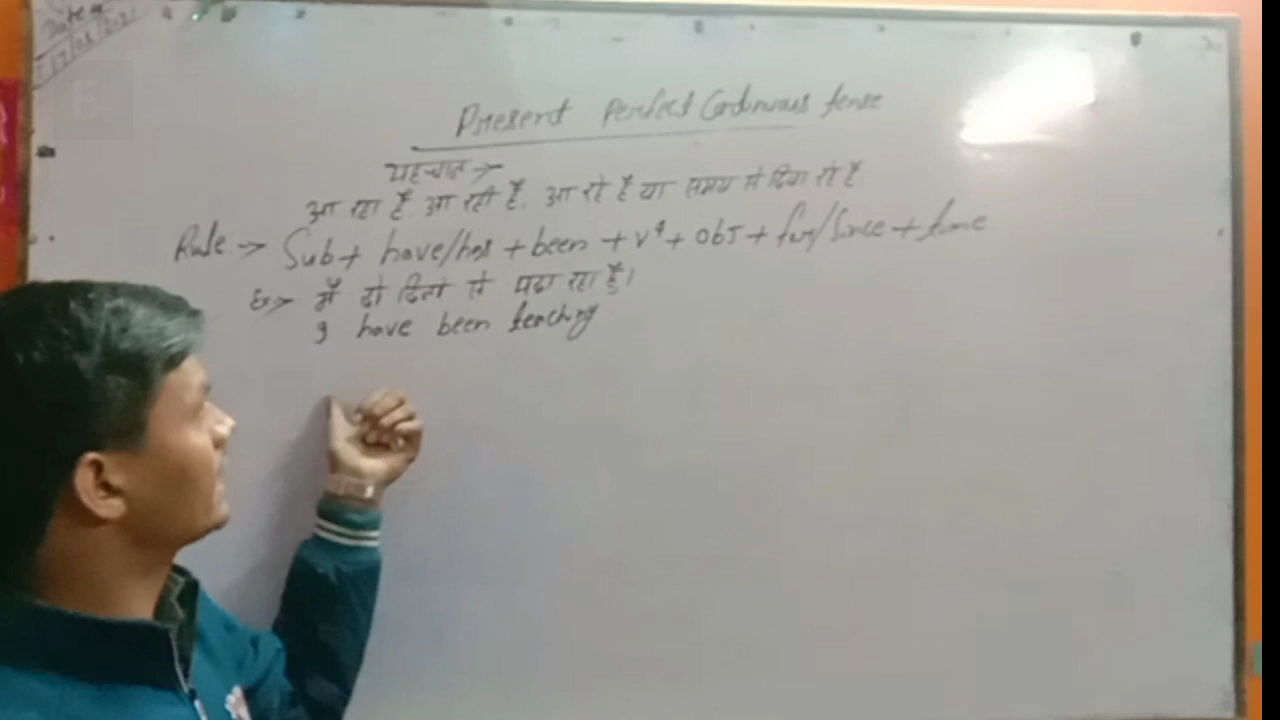 Date
Present Perfect Continuous tense
पहचान →
आ रहा है, आ रही है, आ रहे है या समय से दिया रहे है
Rule → Sub + have/has + been + v⁴ + obj + for/since + time
Ex → मैं दो दिनों से पढा रहा हूँ।
I have been teaching